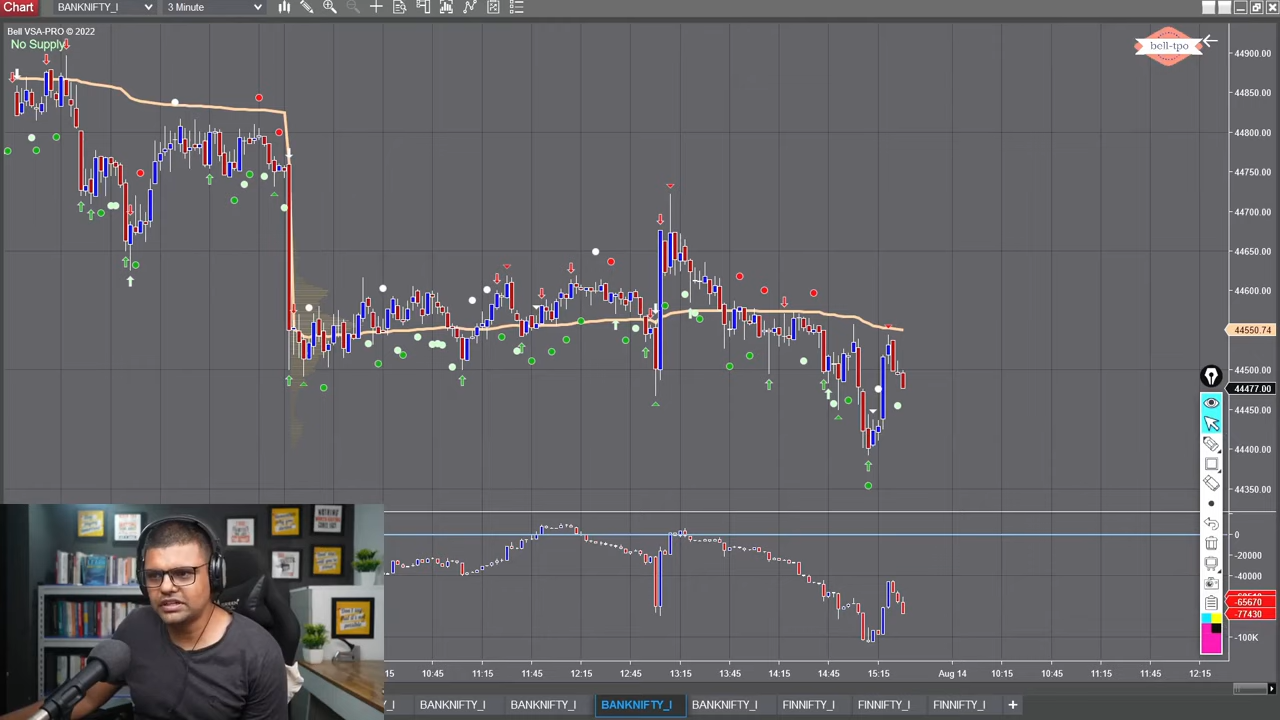 Chart
BANKNIFTY_I
3 Minute
Bell VSA-PRO © 2022
No Supply
bell-tpo
44900.00
44850.00
44800.00
44750.00
44700.00
44650.00
44600.00
44550.74
44500.00
44477.00
44450.00
44400.00
44350.00
0
-20000
-40000
-65670
-77430
-100K
:15
10:45
11:15
11:45
12:15
12:45
13:15
13:45
14:15
14:45
15:15
Aug 14
10:15
10:45
11:15
11:45
12:15
_I
BANKNIFTY_I
BANKNIFTY_I
BANKNIFTY_I
BANKNIFTY_I
FINNIFTY_I
FINNIFTY_I
FINNIFTY_I